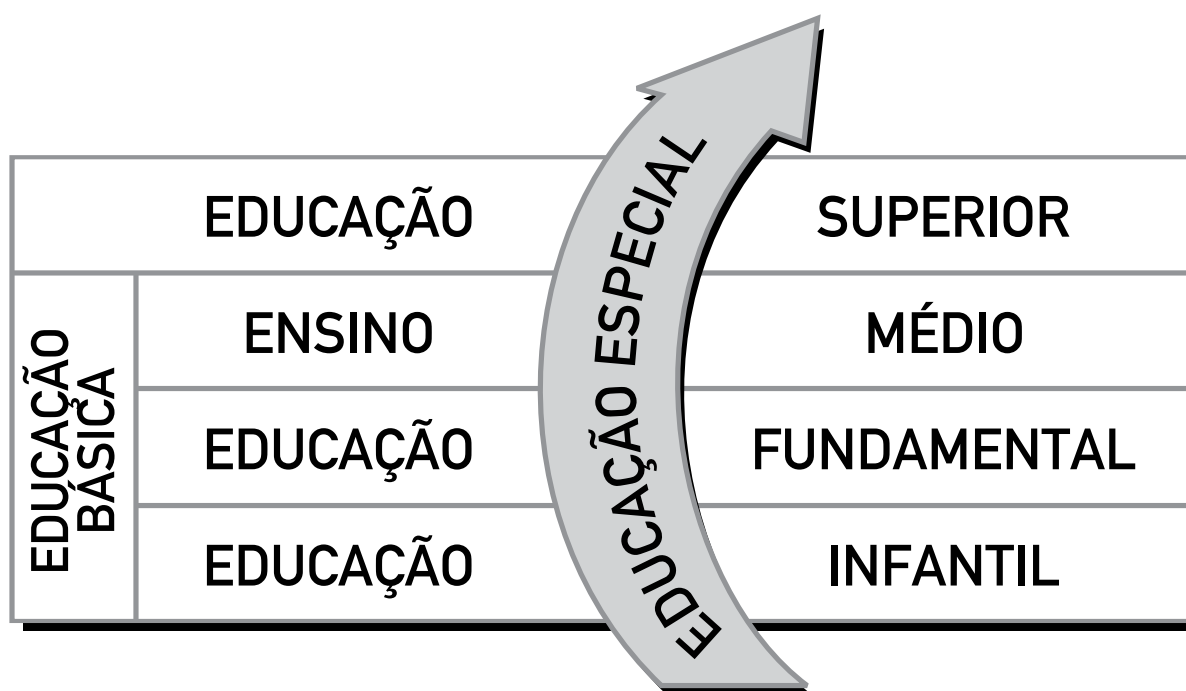 EDUCAÇÃO SUPERIOR
EDUCAÇÃO
BÁSICA
ENSINO MÉDIO
EDUCAÇÃO FUNDAMENTAL
EDUCAÇÃO INFANTIL
EDUCAÇÃO ESPECIAL